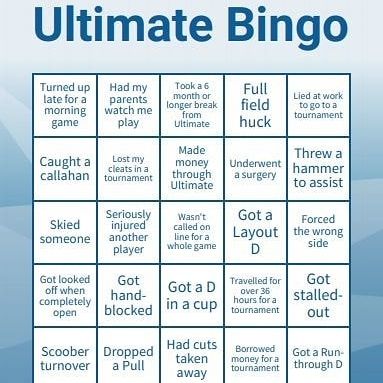 Ultimate Bingo
Turned up
late for a
morning
game
Had my
parents
watch me
play
Took a 6
month or
longer break
from
Ultimate
Full
field
huck
Lied at work
to go to a
tournament
Caught a
callahan
Lost my
cleats in a
tournament
Made
money
through
Ultimate
Underwent
a surgery
Threw a
hammer
to assist
Skied
someone
Seriously
injured
another
player
Wasn't
called on
line for a
whole game
Got a
Layout
D
Forced
the wrong
side
Got looked
off when
completely
open
Got
hand-
blocked
Got a D
in a cup
Travelled for
over 36
hours for a
tournament
Got
stalled-
out
Scoober
turnover
Dropped
a Pull
Had cuts
taken
away
Borrowed
money for a
tournament
Got a Run-
through D